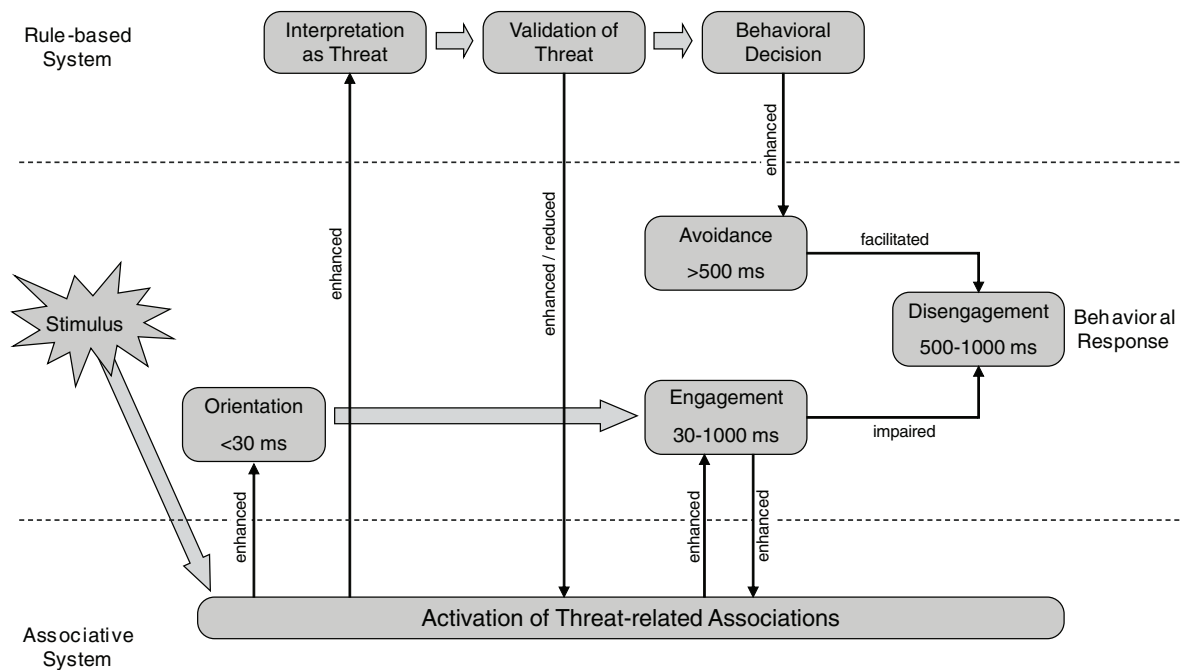 Rule-based
System
Interpretation
as Threat
Validation of
Threat
Behavioral
Decision
enhanced
enhanced
enhanced / reduced
Avoidance
>500 ms
facilitated
Stimulus
Disengagement
500-1000 ms
Behavioral
Response
Orientation
<30 ms
Engagement
30-1000 ms
impaired
enhanced
enhanced
enhanced
Activation of Threat-related Associations
Associative
System